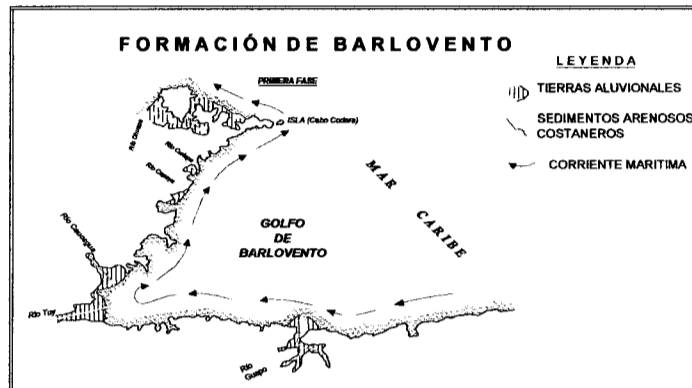 FORMACIÓN DE BARLOVENTO
PRIMERA FASE
ISLA (Cabo Codera)
MAR
CARIBE
GOLFO
DE
BARLOVENTO
Río Capaya
Río Caucagua
Río Tuy
Río
Guapo
LEYENDA
TIERRAS ALUVIONALES
SEDIMENTOS ARENOSOS
COSTANEROS
CORRIENTE MARITIMA